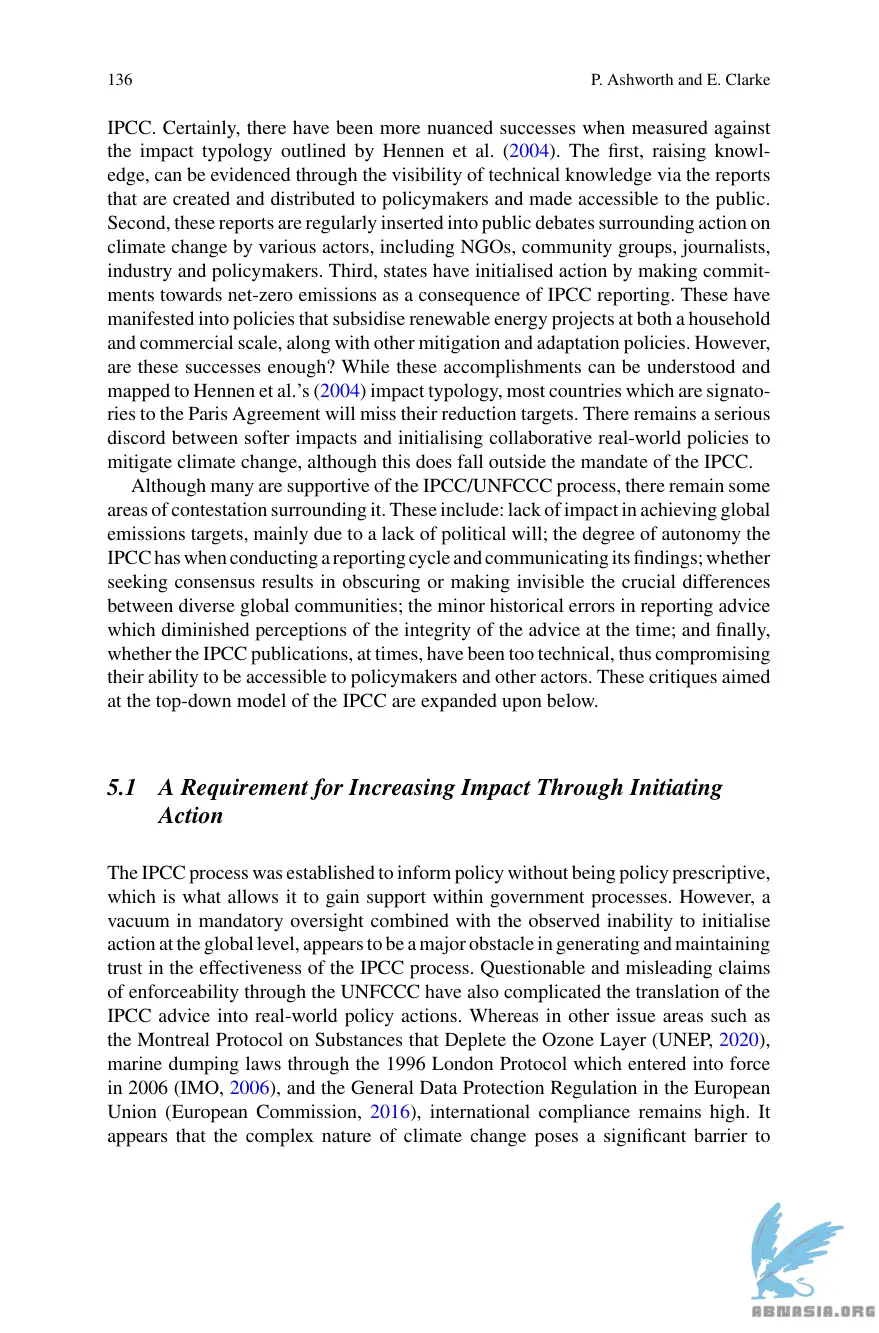 136
P. Ashworth and E. Clarke
IPCC. Certainly, there have been more nuanced successes when measured against
the impact typology outlined by Hennen et al. (2004). The first, raising knowl-
edge, can be evidenced through the visibility of technical knowledge via the reports
that are created and distributed to policymakers and made accessible to the public.
Second, these reports are regularly inserted into public debates surrounding action on
climate change by various actors, including NGOs, community groups, journalists,
industry and policymakers. Third, states have initialised action by making commit-
ments towards net-zero emissions as a consequence of IPCC reporting. These have
manifested into policies that subsidise renewable energy projects at both a household
and commercial scale, along with other mitigation and adaptation policies. However,
are these successes enough? While these accomplishments can be understood and
mapped to Hennen et al.'s (2004) impact typology, most countries which are signato-
ries to the Paris Agreement will miss their reduction targets. There remains a serious
discord between softer impacts and initialising collaborative real-world policies to
mitigate climate change, although this does fall outside the mandate of the IPCC.
Although many are supportive of the IPCC/UNFCCC process, there remain some
areas of contestation surrounding it. These include: lack of impact in achieving global
emissions targets, mainly due to a lack of political will; the degree of autonomy the
IPCC has when conducting a reporting cycle and communicating its findings; whether
seeking consensus results in obscuring or making invisible the crucial differences
between diverse global communities; the minor historical errors in reporting advice
which diminished perceptions of the integrity of the advice at the time; and finally,
whether the IPCC publications, at times, have been too technical, thus compromising
their ability to be accessible to policymakers and other actors. These critiques aimed
at the top-down model of the IPCC are expanded upon below.
5.1 A Requirement for Increasing Impact Through Initiating
Action
The IPCC process was established to inform policy without being policy prescriptive,
which is what allows it to gain support within government processes. However, a
vacuum in mandatory oversight combined with the observed inability to initialise
action at the global level, appears to be a major obstacle in generating and maintaining
trust in the effectiveness of the IPCC process. Questionable and misleading claims
of enforceability through the UNFCCC have also complicated the translation of the
IPCC advice into real-world policy actions. Whereas in other issue areas such as
the Montreal Protocol on Substances that Deplete the Ozone Layer (UNEP, 2020),
marine dumping laws through the 1996 London Protocol which entered into force
in 2006 (IMO, 2006), and the General Data Protection Regulation in the European
Union (European Commission, 2016), international compliance remains high. It
appears that the complex nature of climate change poses a significant barrier to
ABNASIA.ORG